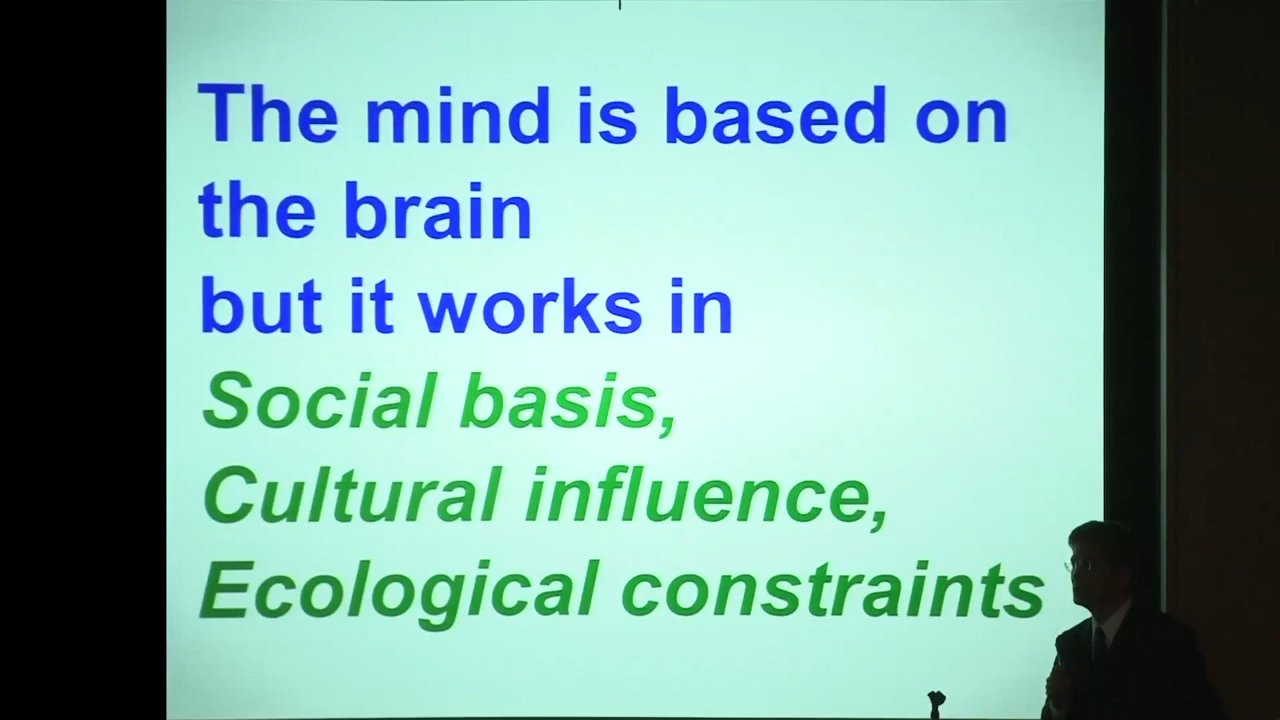 The mind is based on
the brain
but it works in
Social basis,
Cultural influence,
Ecological constraints